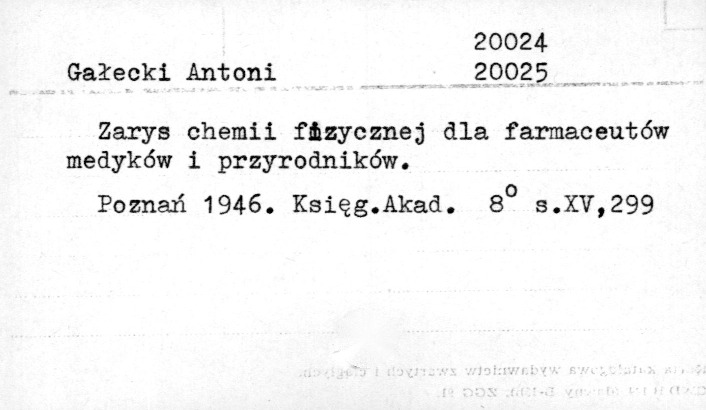 20024
Gałecki Antoni 20025
Zarys chemii fizycznej dla farmaceutów
medyków i przyrodników.
Poznań 1946. Księg.Akad. 8° s.XV,299